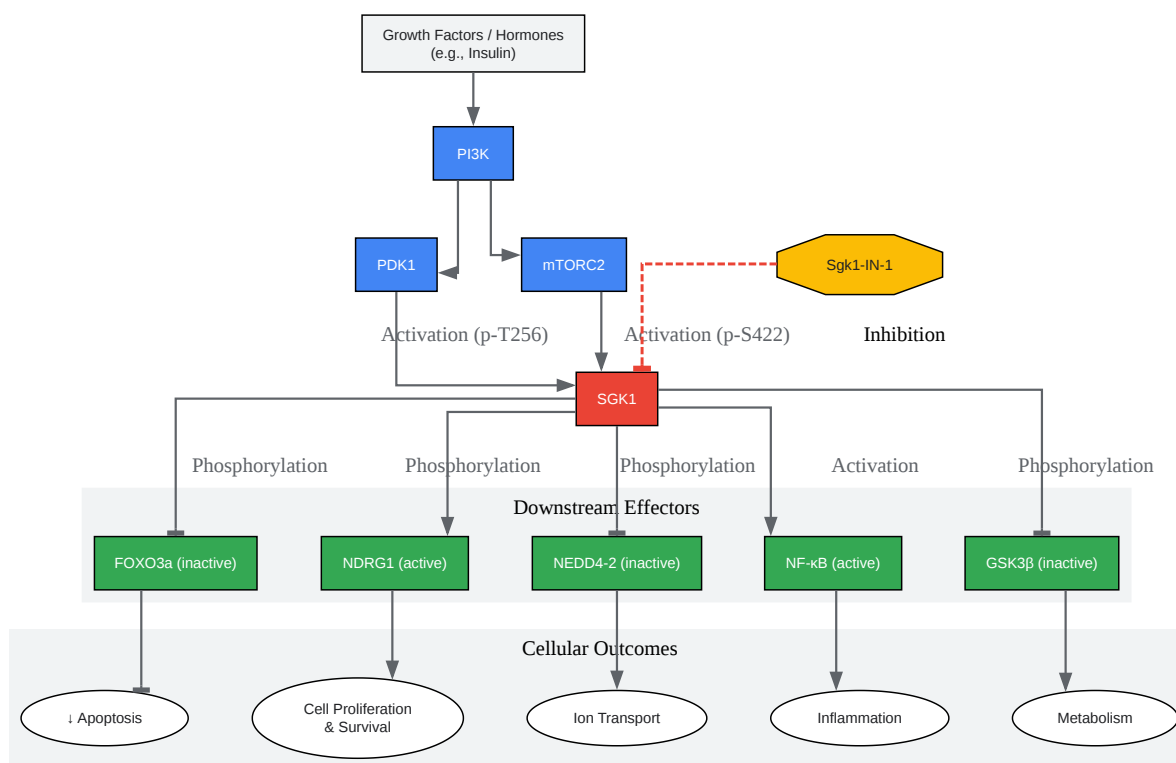 Growth Factors / Hormones
(e.g., Insulin)
PI3K
PDK1
mTORC2
Sgk1-IN-1
Activation (p-T256)
Activation (p-S422)
Inhibition
SGK1
Phosphorylation
Phosphorylation
Phosphorylation
Activation
Phosphorylation
Downstream Effectors
FOXO3a (inactive)
NDRG1 (active)
NEDD4-2 (inactive)
NF-κB (active)
GSK3β (inactive)
Cellular Outcomes
↓ Apoptosis
Cell Proliferation
& Survival
Ion Transport
Inflammation
Metabolism